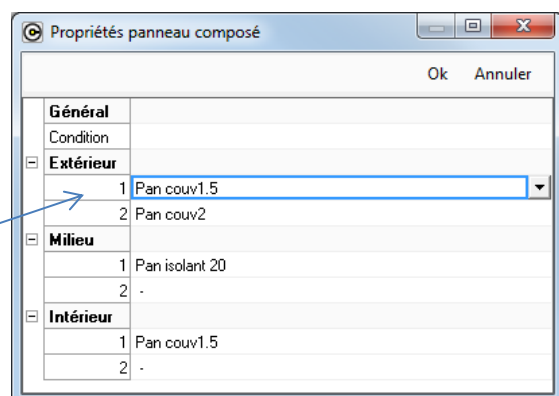 Propriétés panneau composé
Ok Annuler
Général
Condition
Extérieur
1 Pan couv1.5
2 Pan couv2
Milieu
1 Pan isolant 20
2 -
Intérieur
1 Pan couv1.5
2 -